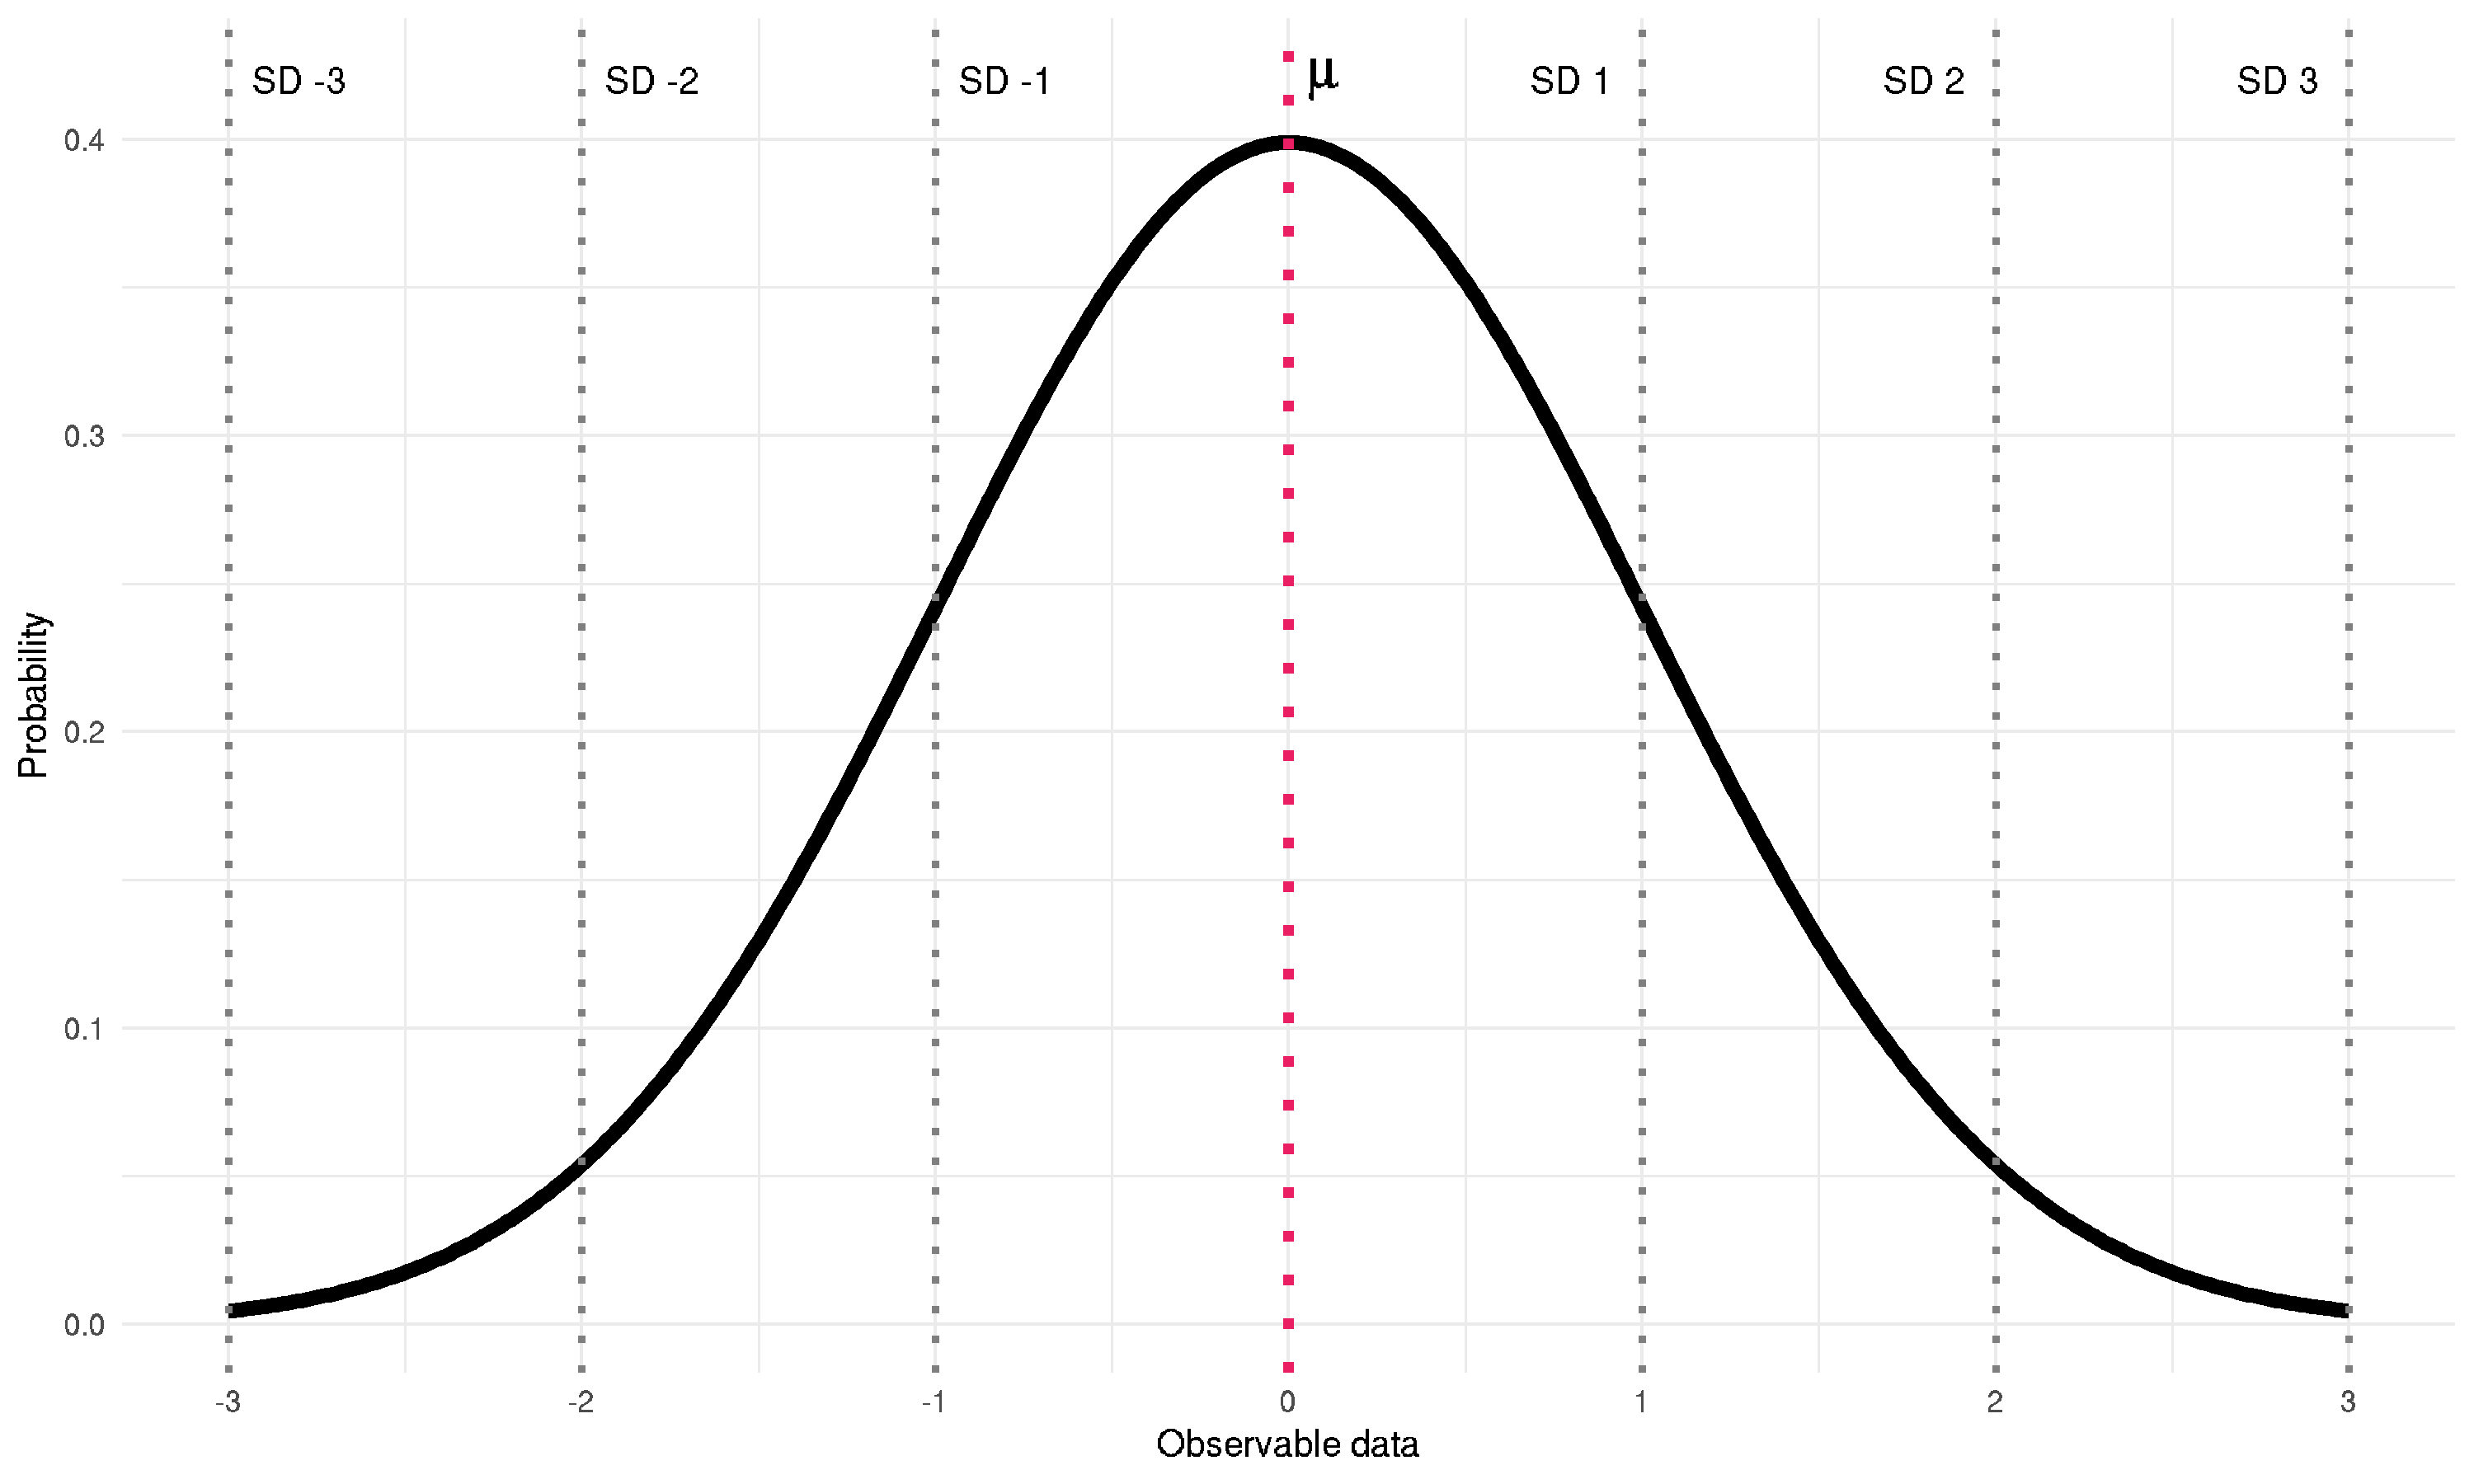 SD -3
SD -2
SD -1
μ
SD 1
SD 2
SD 3
0.4
0.3
0.2
0.1
0.0
Probability
-3
-2
-1
0
1
2
3
Observable data